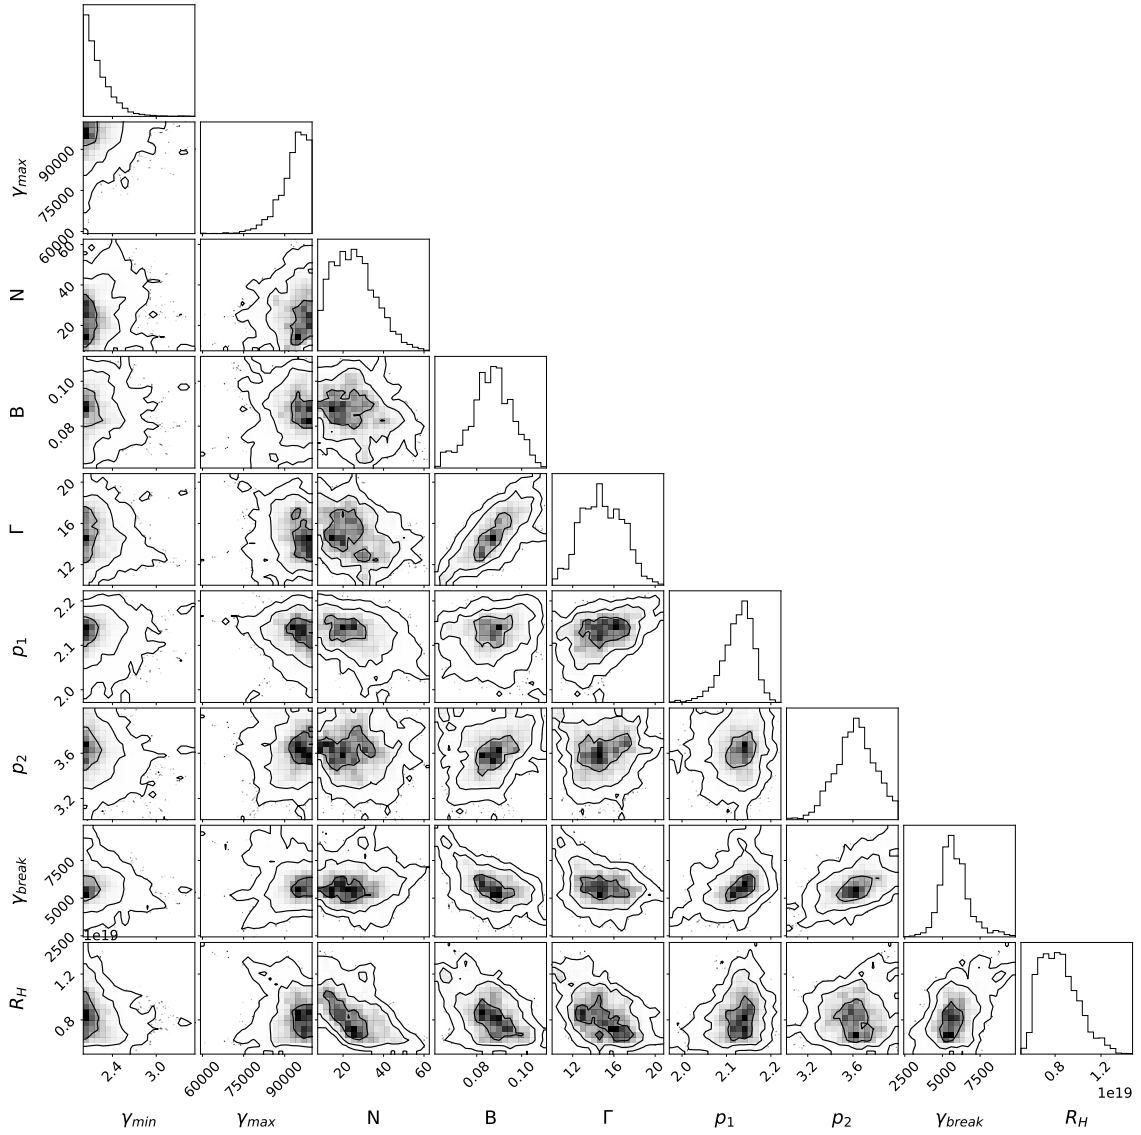 γmax
90000
75000
60000
N
60
40
20
B
0.10
0.08
Γ
20
16
12
p1
2.2
2.1
2.0
p2
3.6
3.2
γbreak
7500
5000
2500
1e19
RH
1.2
0.8
2.4 3.0 60000 75000 90000 20 40 60 0.08 0.10 12 16 20 2.0 2.1 2.2 3.2 3.6 2500 5000 7500 0.8 1.2
1e19
γmin γmax N B Γ p1 p2 γbreak RH